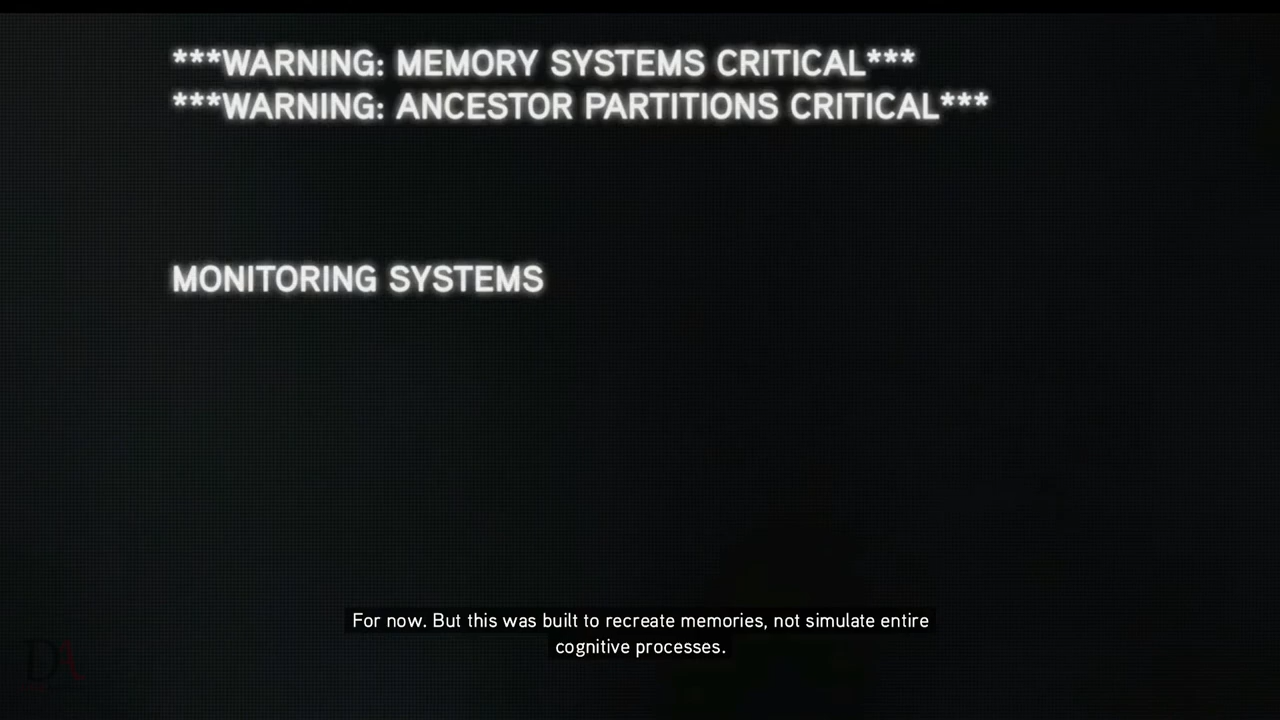 ***WARNING: MEMORY SYSTEMS CRITICAL***
***WARNING: ANCESTOR PARTITIONS CRITICAL***
MONITORING SYSTEMS
For now. But this was built to recreate memories, not simulate entire
cognitive processes.
DA